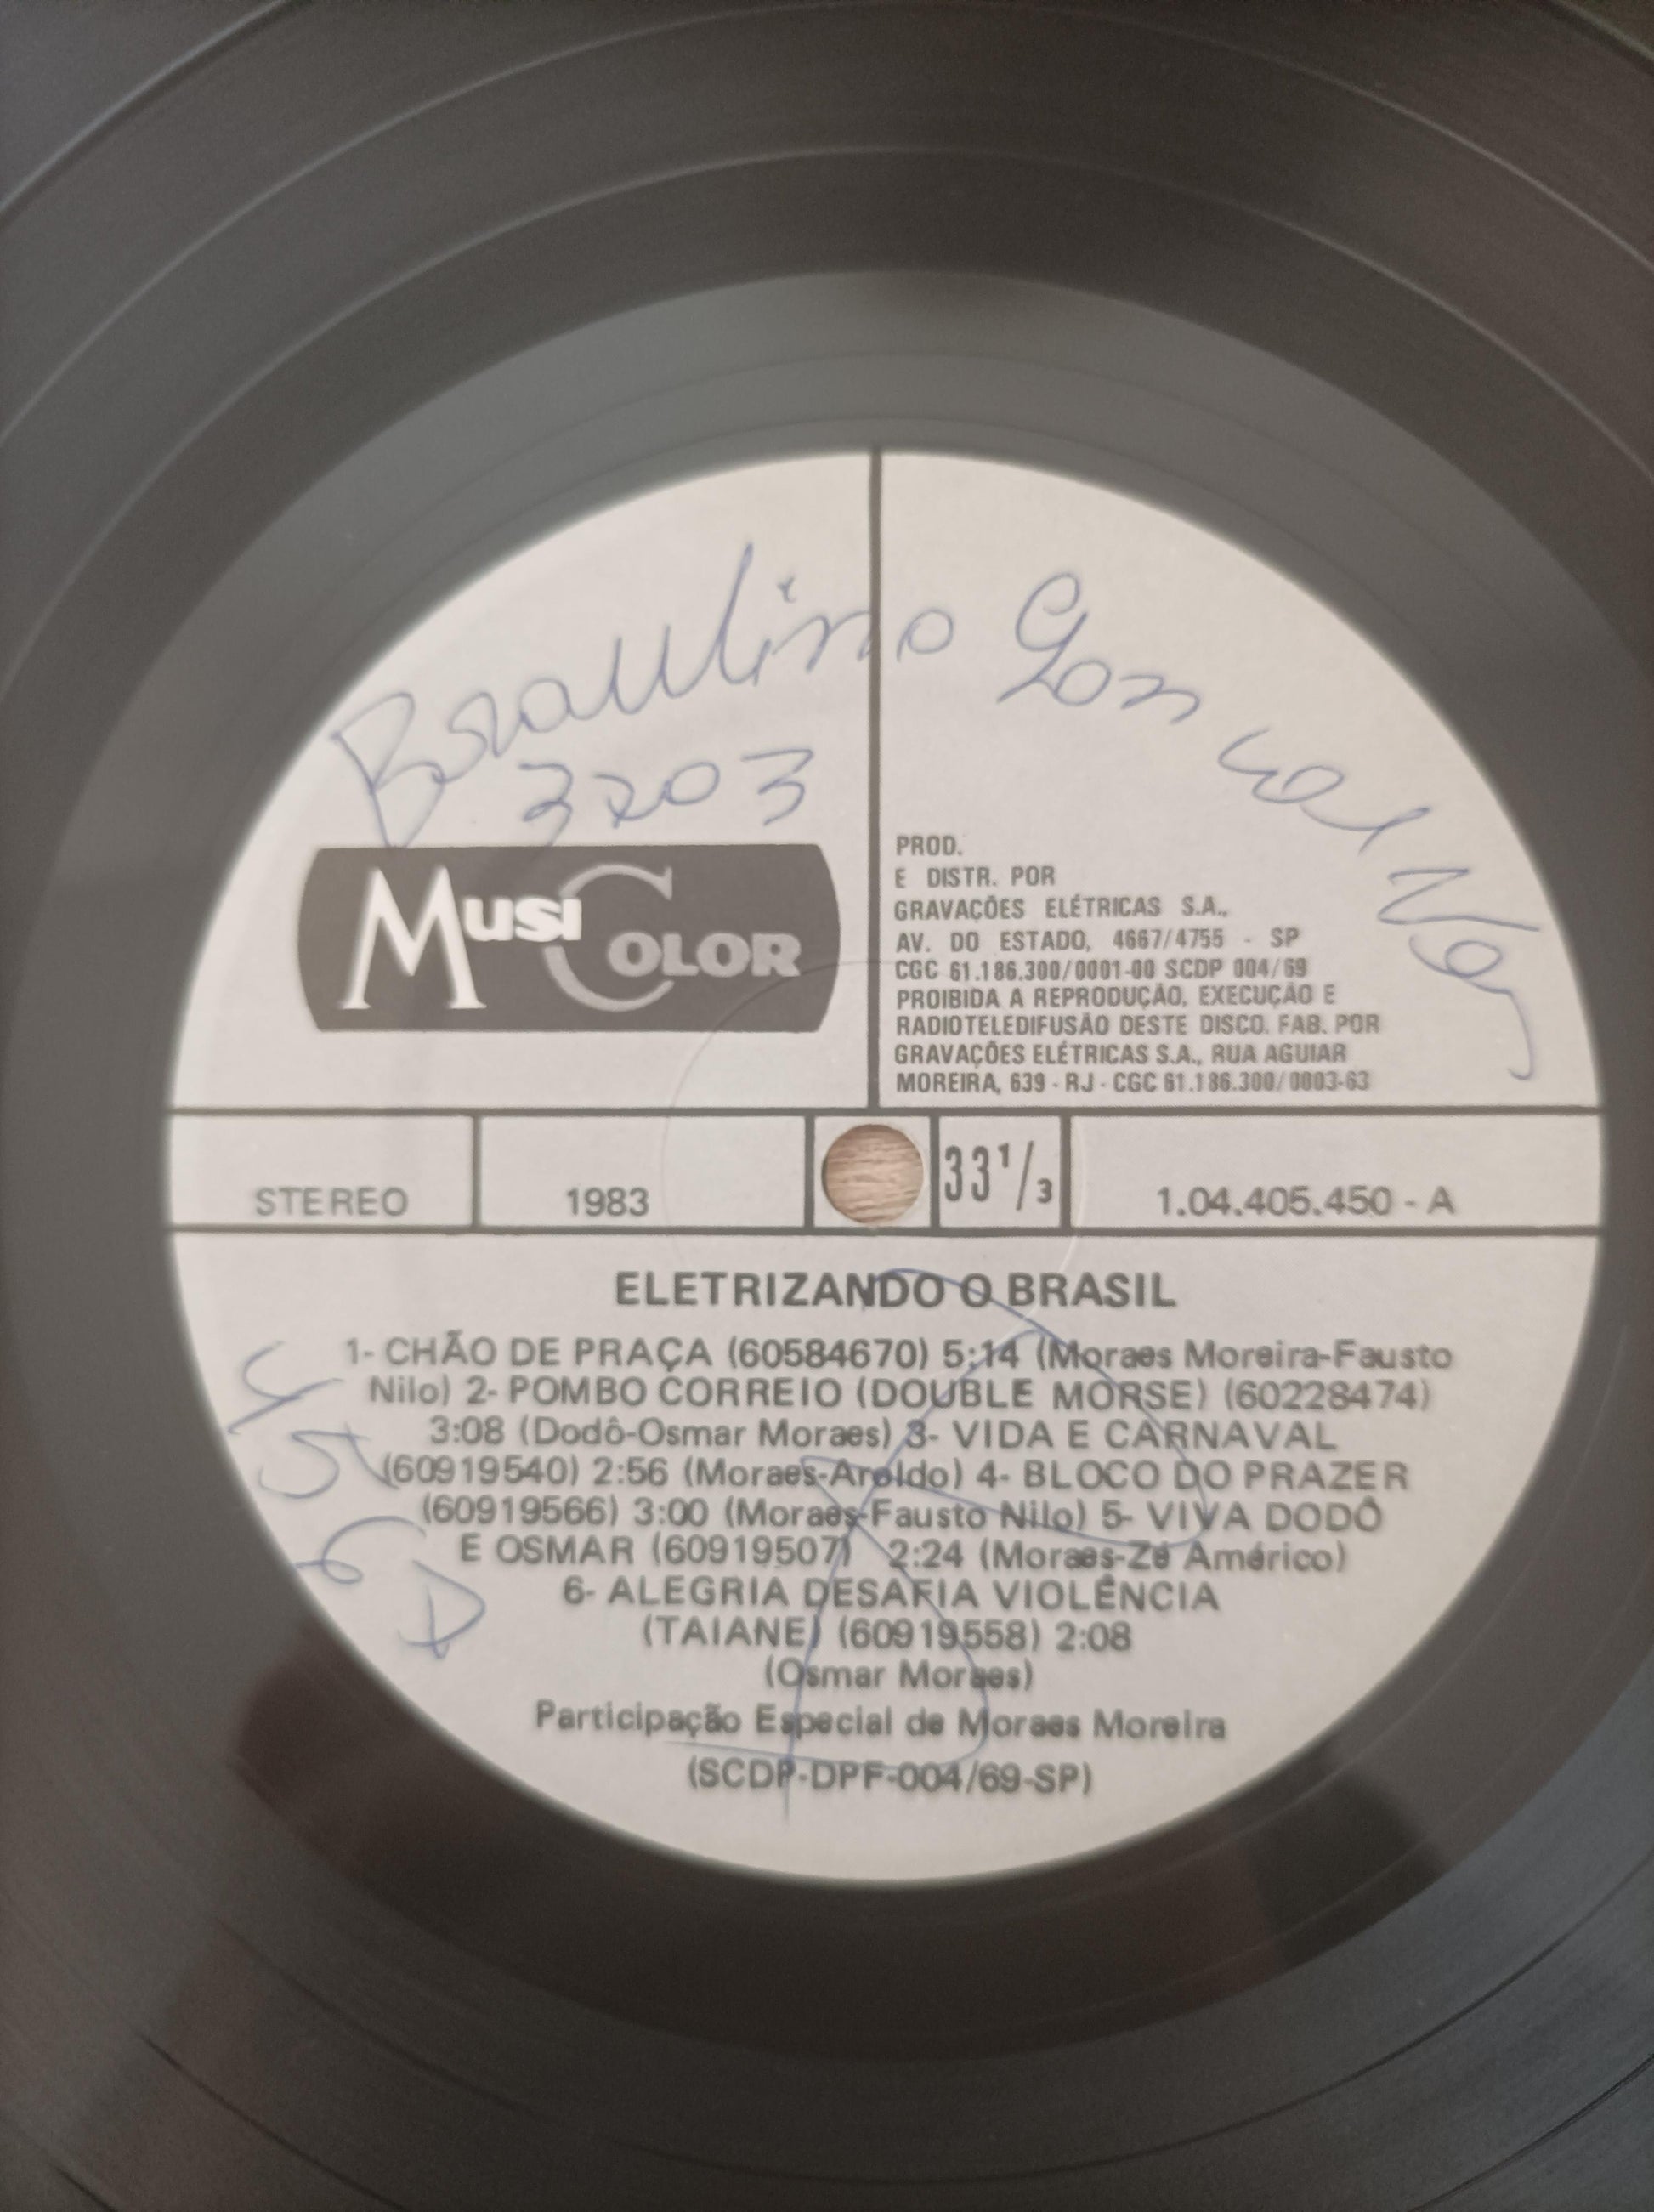 Braulino Gonçalves
3203
MUSICOLOR
PROD.
E DISTR. POR
GRAVAÇÕES ELÉTRICAS S.A.,
AV. DO ESTADO, 4667/4755 - SP
CGC 61.186.300/0001-00 SCDP 004/69
PROIBIDA A REPRODUÇÃO, EXECUÇÃO E
RADIOTELEDIFUSÃO DESTE DISCO. FAB. POR
GRAVAÇÕES ELÉTRICAS S.A., RUA AGUIAR
MOREIRA, 639 - RJ - CGC 61.186.300/0003-63
STEREO
1983
33 1/3
1.04.405.450 - A
ELETRIZANDO O BRASIL
1- CHÃO DE PRAÇA (60584670) 5:14 (Moraes Moreira-Fausto
Nilo) 2- POMBO CORREIO (DOUBLE MORSE) (60228474)
3:08 (Dodô-Osmar Moraes) 3- VIDA E CARNAVAL
(60919540) 2:56 (Moraes-Aroldo) 4- BLOCO DO PRAZER
(60919566) 3:00 (Moraes-Fausto Nilo) 5- VIVA DODÔ
E OSMAR (60919507) 2:24 (Moraes-Zé Américo)
6- ALEGRIA DESAFIA VIOLÊNCIA
(TAIANE) (60919558) 2:08
(Osmar Moraes)
Participação Especial de Moraes Moreira
(SCDP-DPF-004/69-SP)